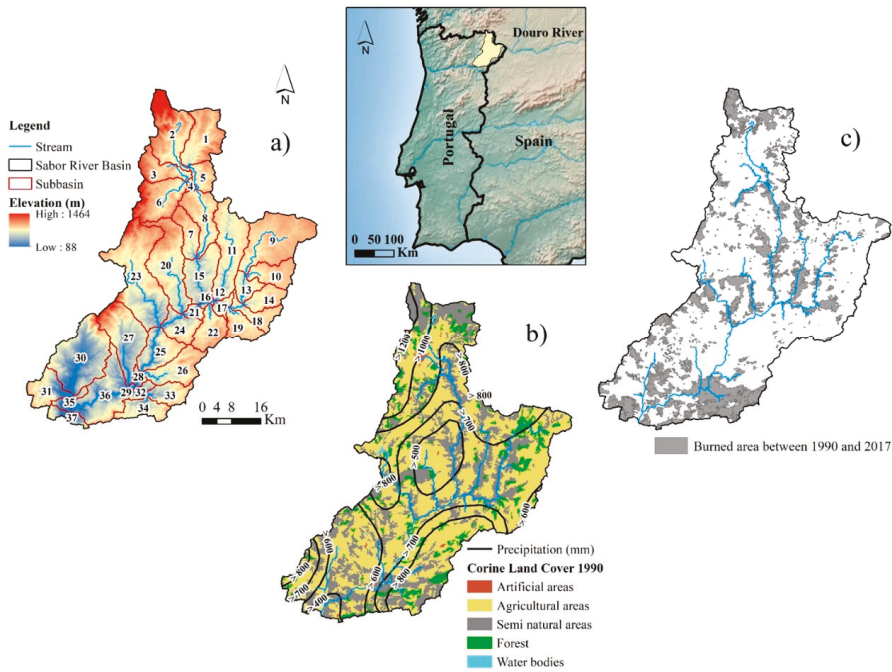 N
Douro River
Portugal
Spain
0 50 100
Km
N
a)
Legend
Stream
Sabor River Basin
Subbasin
Elevation (m)
High : 1464
Low : 88
2
1
3
5
4
6
8
7
11
9
10
23
20
15
13
14
12
16
17
18
21
19
24
22
27
25
30
26
28
31
29
32
33
36
35
34
37
0 4 8 16
Km
b)
> 1200
> 1000
> 800
> 800
> 700
> 500
> 800
> 600
> 600
> 700
> 800
> 600
> 800
> 700
> 400
Precipitation (mm)
Corine Land Cover 1990
Artificial areas
Agricultural areas
Semi natural areas
Forest
Water bodies
c)
Burned area between 1990 and 2017